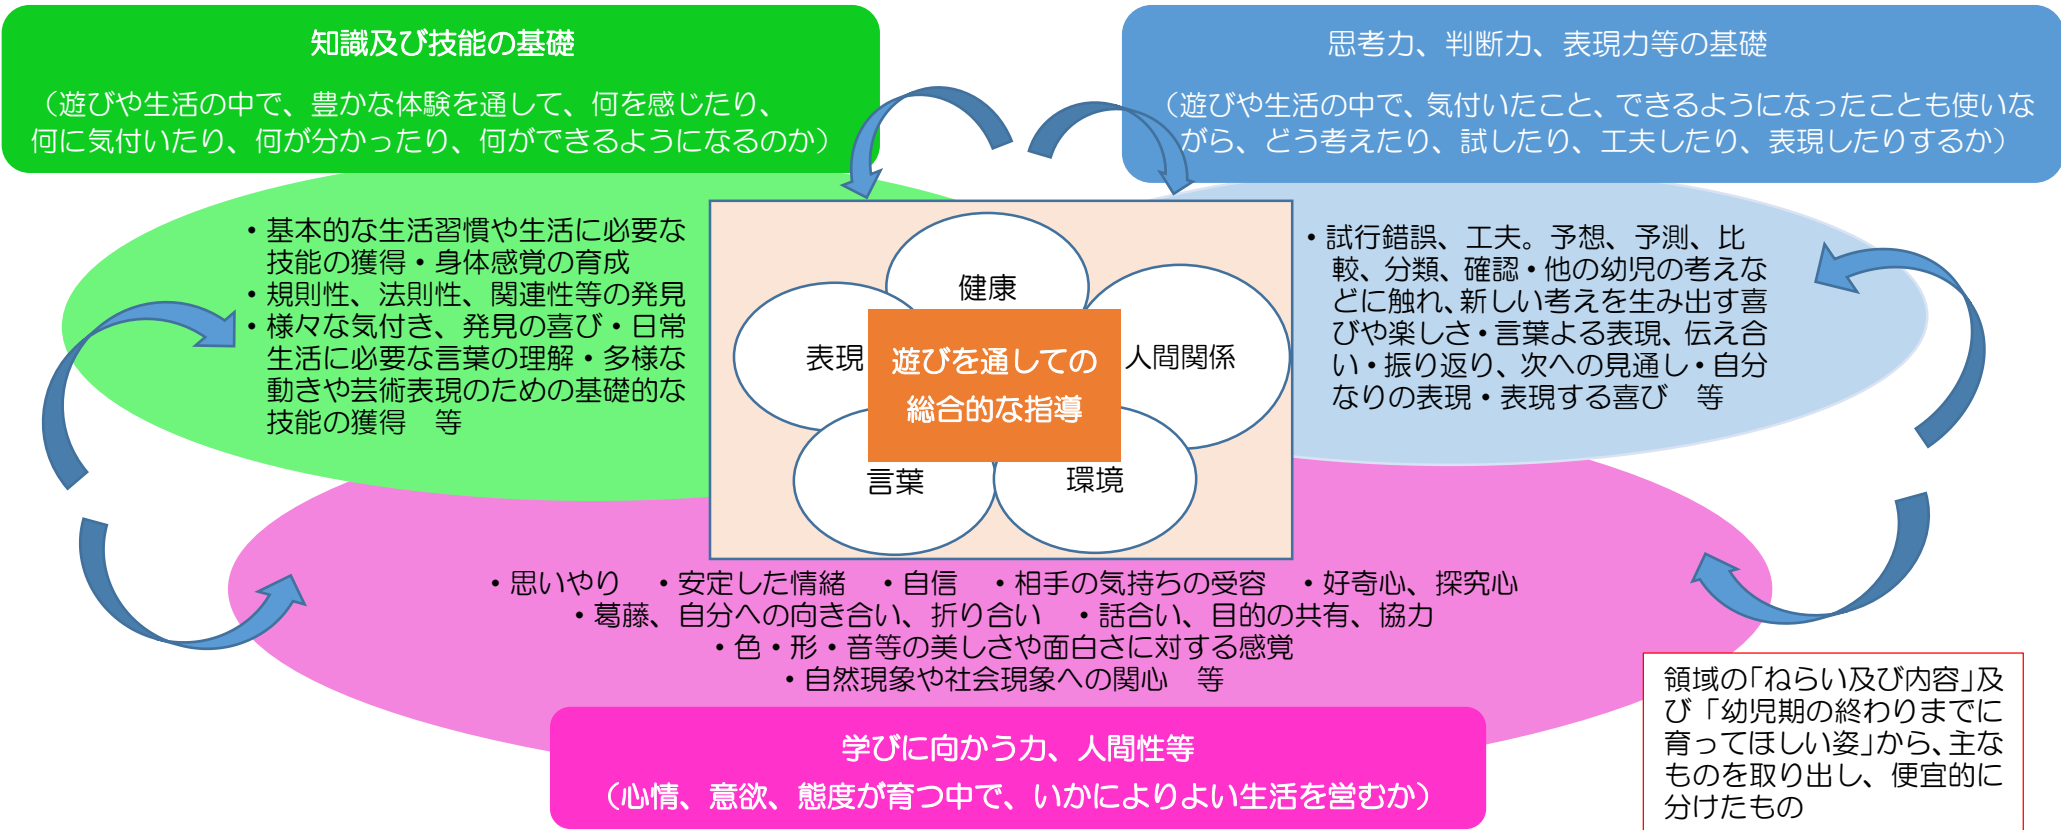 知識及び技能の基礎
（遊びや生活の中で、豊かな体験を通して、何を感じたり、
何に気付いたり、何が分かったり、何ができるようになるのか）
思考力、判断力、表現力等の基礎
（遊びや生活の中で、気付いたこと、できるようになったことも使いな
がら、どう考えたり、試したり、工夫したり、表現したりするか）
・基本的な生活習慣や生活に必要な
技能の獲得・身体感覚の育成
・規則性、法則性、関連性等の発見
・様々な気付き、発見の喜び・日常
生活に必要な言葉の理解・多様な
動きや芸術表現のための基礎的な
技能の獲得　等
健康
表現
人間関係
遊びを通しての
総合的な指導
言葉
環境
・試行錯誤、工夫。予想、予測、比
較、分類、確認・他の幼児の考えな
どに触れ、新しい考えを生み出す喜
びや楽しさ・言葉よる表現、伝え合
い・振り返り、次への見通し・自分
なりの表現・表現する喜び　等
・思いやり　・安定した情緒　・自信　・相手の気持ちの受容　・好奇心、探究心
・葛藤、自分への向き合い、折り合い　・話合い、目的の共有、協力
・色・形・音等の美しさや面白さに対する感覚
・自然現象や社会現象への関心　等
学びに向かう力、人間性等
（心情、意欲、態度が育つ中で、いかによりよい生活を営むか）
領域の「ねらい及び内容」及
び「幼児期の終わりまでに
育ってほしい姿」から、主な
ものを取り出し、便宜的に
分けたもの